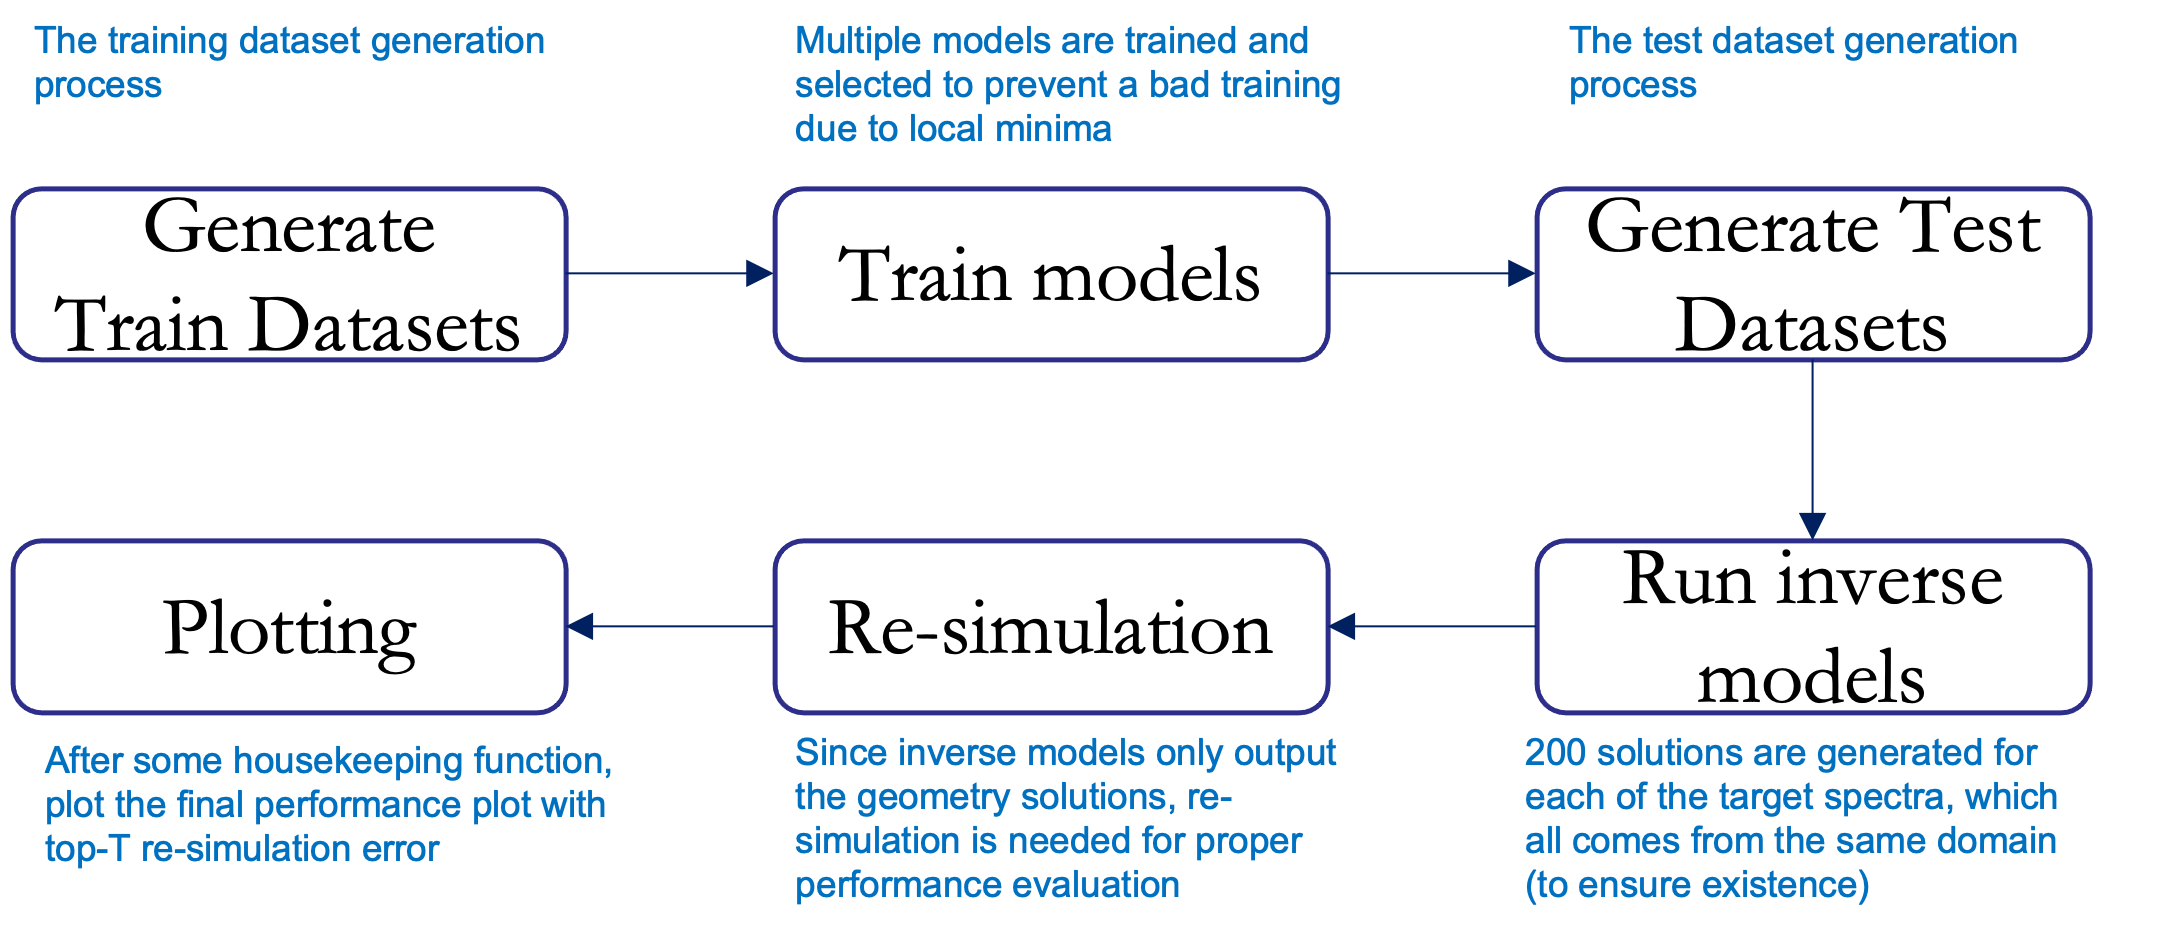 The training dataset generation
process
Multiple models are trained and
selected to prevent a bad training
due to local minima
The test dataset generation
process
Generate
Train Datasets
Train models
Generate Test
Datasets
Run inverse
models
Re-simulation
Plotting
200 solutions are generated for
each of the target spectra, which
all comes from the same domain
(to ensure existence)
Since inverse models only output
the geometry solutions, re-
simulation is needed for proper
performance evaluation
After some housekeeping function,
plot the final performance plot with
top-T re-simulation error